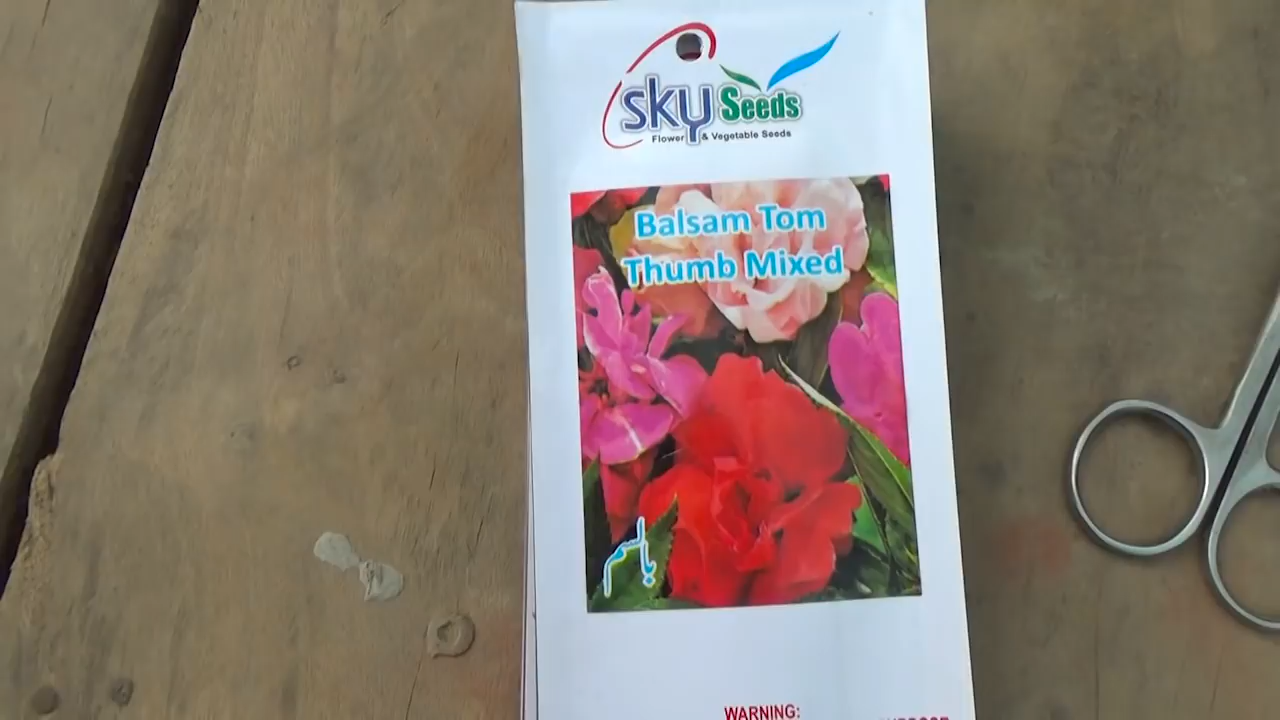 sky Seeds
Flower & Vegetable Seeds
Balsam Tom
Thumb Mixed
بالسم
WARNING: